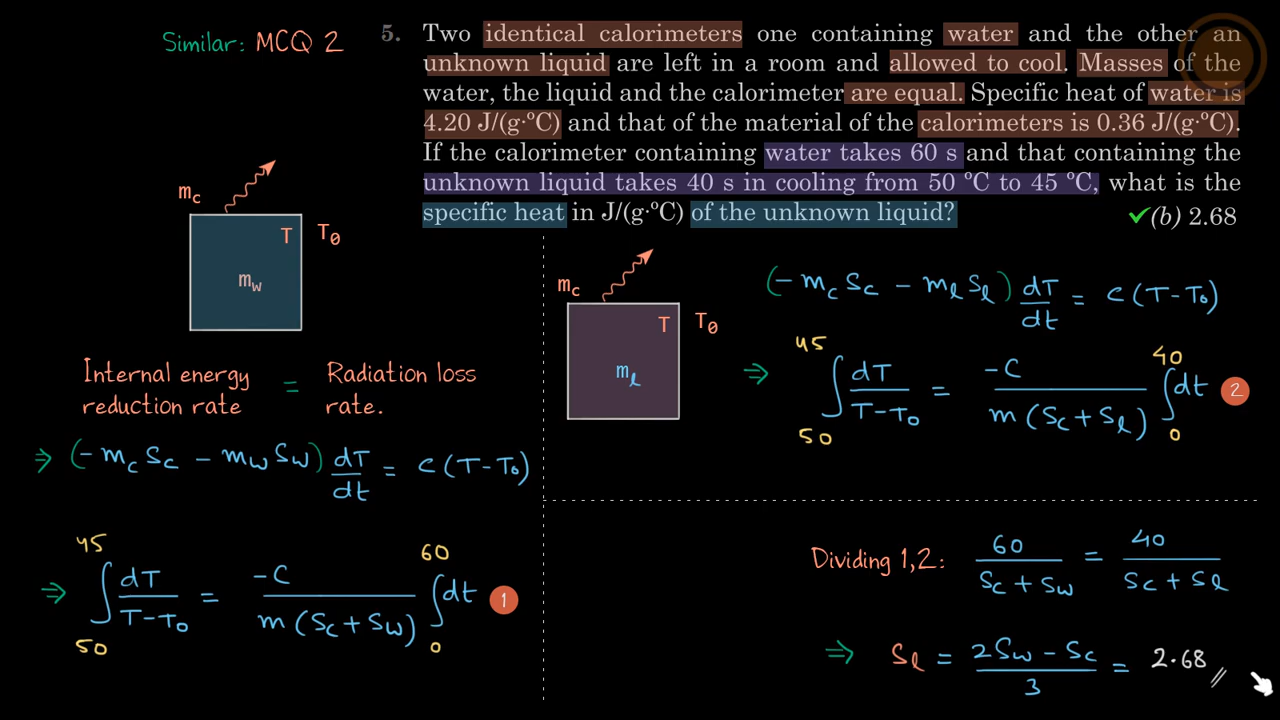 Similar: MCQ 2
5. Two identical calorimeters one containing water and the other an
unknown liquid are left in a room and allowed to cool. Masses of the
water, the liquid and the calorimeter are equal. Specific heat of water is
4.20 J/(g·ºC) and that of the material of the calorimeters is 0.36 J/(g·ºC).
If the calorimeter containing water takes 60 s and that containing the
unknown liquid takes 40 s in cooling from 50 ºC to 45 ºC, what is the
specific heat in J/(g·ºC) of the unknown liquid?
✓(b) 2.68
m_c
T T_0
m_w
Internal energy reduction rate = Radiation loss rate.
⇒ (-m_c S_c - m_w S_w) dT/dt = C(T-T_0)
⇒ ∫_50^45 dT/(T-T_0) = -C/(m(S_c+S_w)) ∫_0^60 dt 1
m_c
T T_0
m_ℓ
(-m_c S_c - m_ℓ S_ℓ) dT/dt = C(T-T_0)
⇒ ∫_50^45 dT/(T-T_0) = -C/(m(S_c+S_ℓ)) ∫_0^40 dt 2
Dividing 1,2: 60/(S_c+S_w) = 40/(S_c+S_ℓ)
⇒ S_ℓ = (2S_w - S_c)/3 = 2.68 //